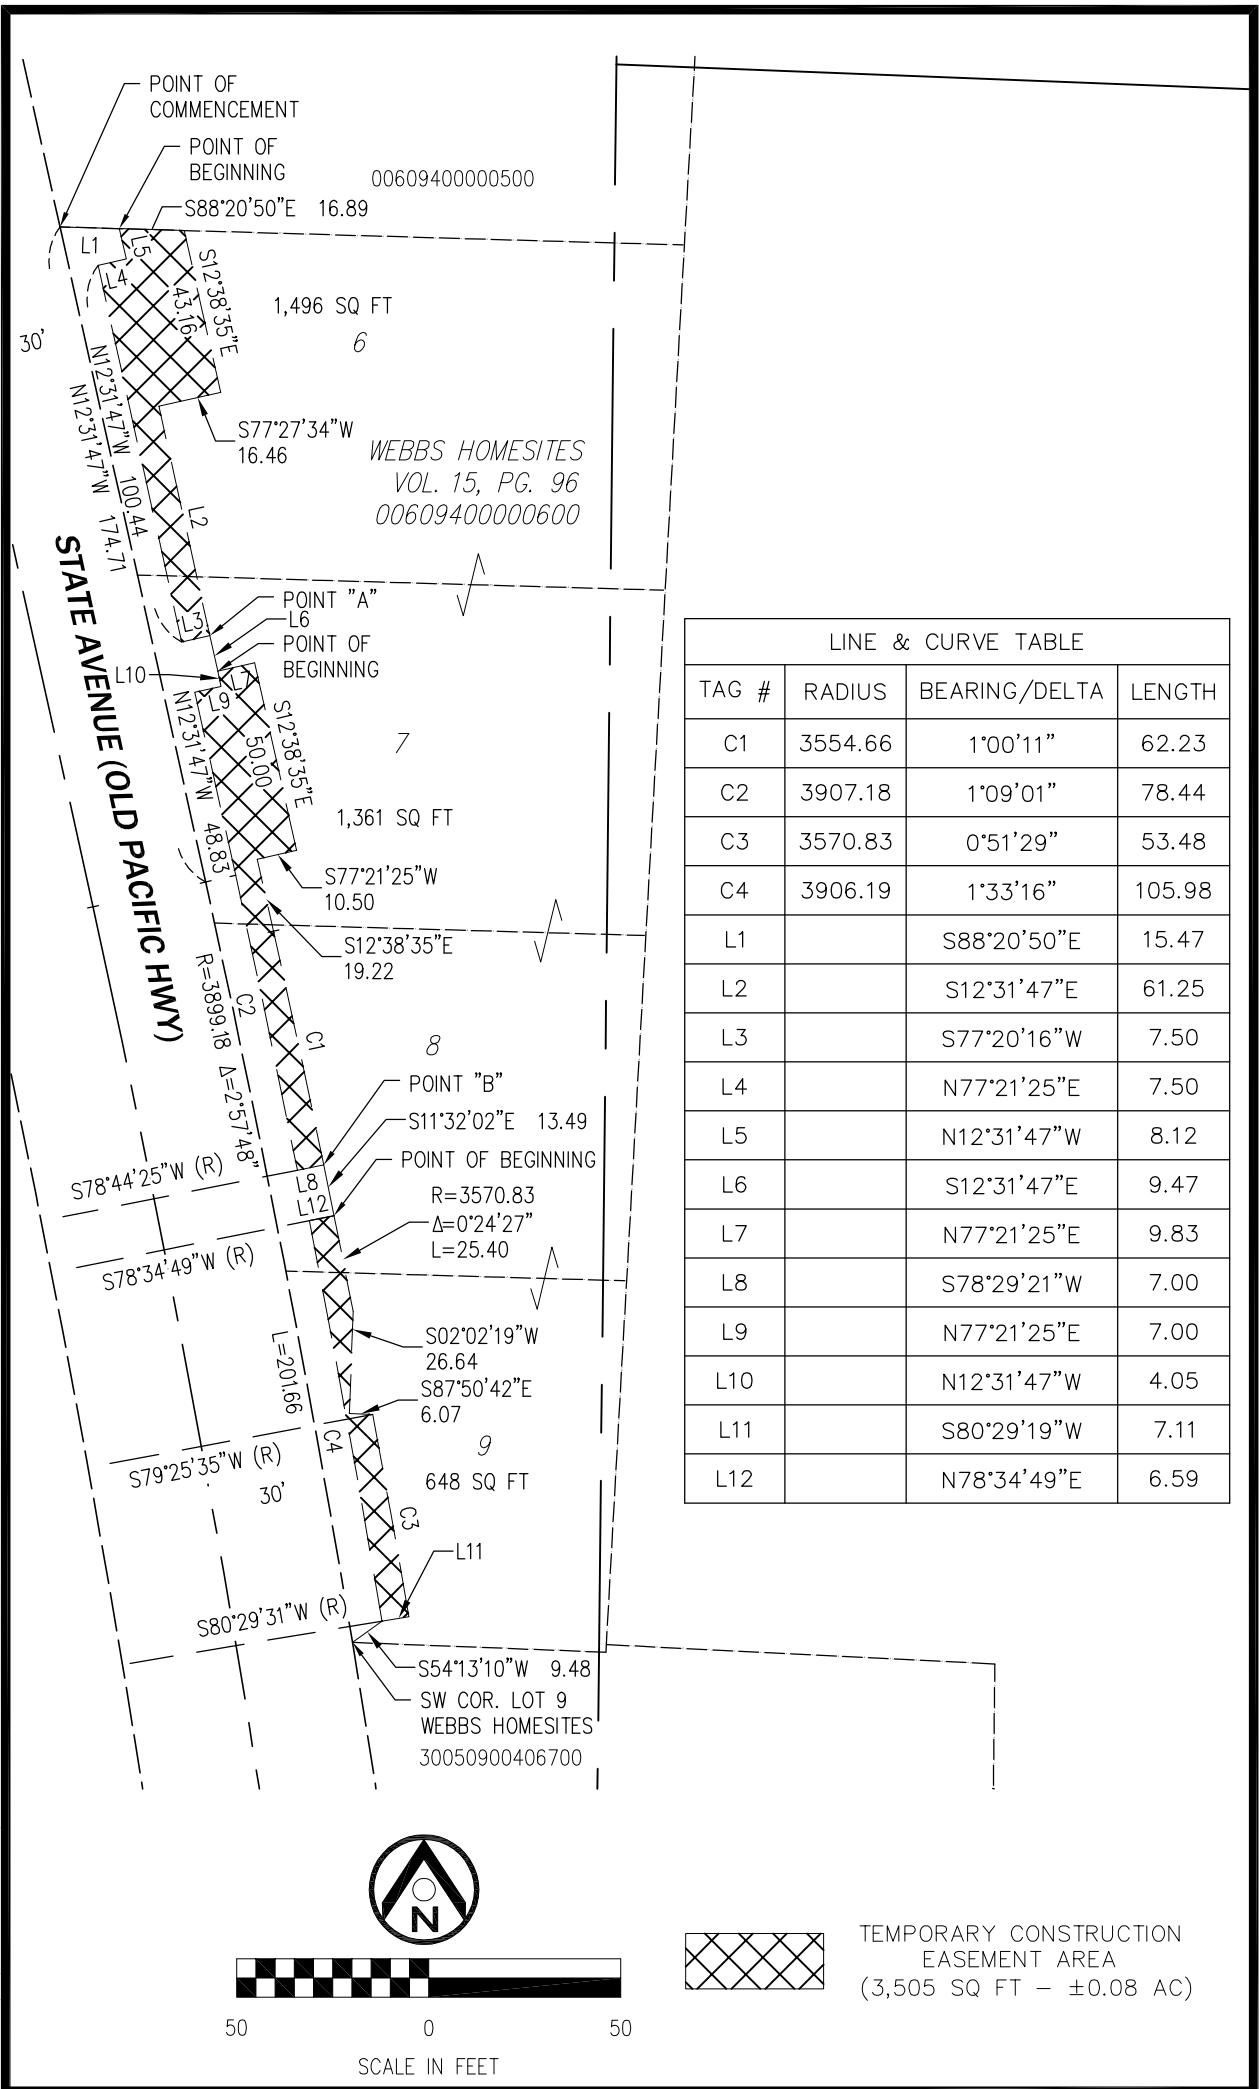 POINT OF
COMMENCEMENT
POINT OF
BEGINNING
00609400000500
S88°20'50"E 16.89
L1
L5
L4
S12°38'35"E
43.16
1,496 SQ FT
6
30'
N12°31'47"W 100.44
N12°31'47"W 174.71
S77°27'34"W
16.46
WEBBS HOMESITES
VOL. 15, PG. 96
00609400000600
L2
STATE AVENUE (OLD PACIFIC HWY)
POINT "A"
L6
L3
POINT OF
BEGINNING
L10
L7
L9
N12°31'47"W 48.83
S12°38'35"E
50.00
7
1,361 SQ FT
S77°21'25"W
10.50
S12°38'35"E
19.22
R=3899.18 Δ=2°57'48"
L=201.66
C2
C1
8
POINT "B"
S11°32'02"E 13.49
POINT OF BEGINNING
S78°44'25"W (R)
L8
L12
R=3570.83
Δ=0°24'27"
L=25.40
S78°34'49"W (R)
S02°02'19"W
26.64
S87°50'42"E
6.07
C4
9
648 SQ FT
S79°25'35"W (R)
30'
C3
L11
S80°29'31"W (R)
S54°13'10"W 9.48
SW COR. LOT 9
WEBBS HOMESITES
30050900406700
LINE & CURVE TABLE
TAG # RADIUS BEARING/DELTA LENGTH
C1 3554.66 1°00'11" 62.23
C2 3907.18 1°09'01" 78.44
C3 3570.83 0°51'29" 53.48
C4 3906.19 1°33'16" 105.98
L1 S88°20'50"E 15.47
L2 S12°31'47"E 61.25
L3 S77°20'16"W 7.50
L4 N77°21'25"E 7.50
L5 N12°31'47"W 8.12
L6 S12°31'47"E 9.47
L7 N77°21'25"E 9.83
L8 S78°29'21"W 7.00
L9 N77°21'25"E 7.00
L10 N12°31'47"W 4.05
L11 S80°29'19"W 7.11
L12 N78°34'49"E 6.59
N
50 0 50
SCALE IN FEET
TEMPORARY CONSTRUCTION
EASEMENT AREA
(3,505 SQ FT – ±0.08 AC)